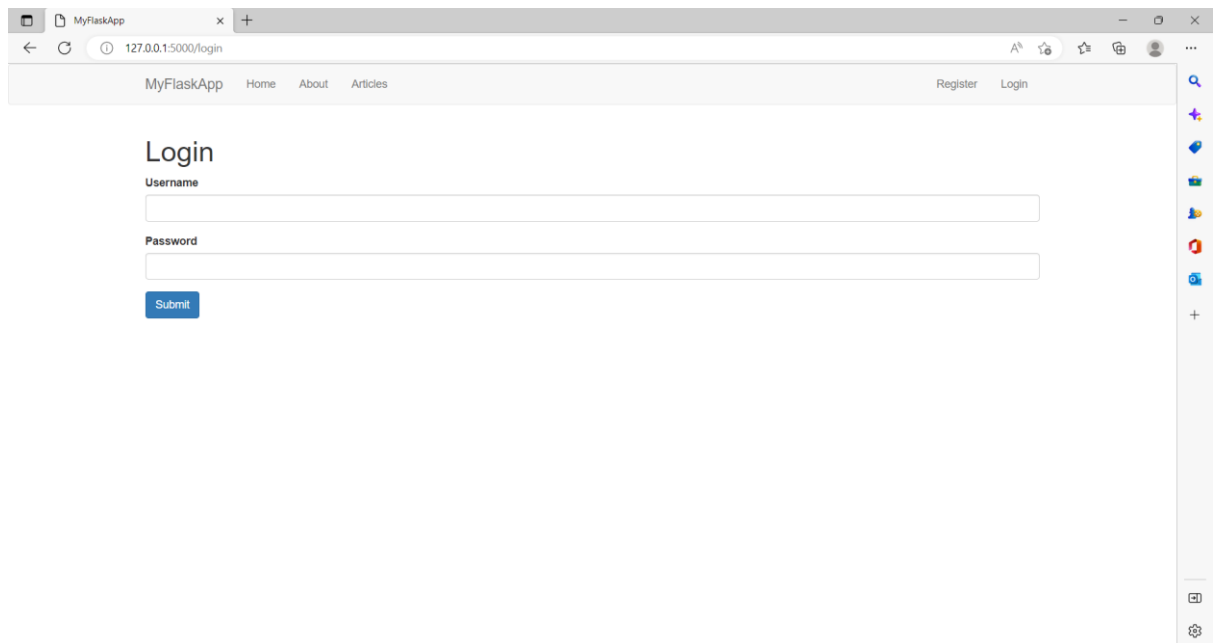 MyFlaskApp
127.0.0.1:5000/login
MyFlaskApp Home About Articles Register Login
Login
Username
Password
Submit